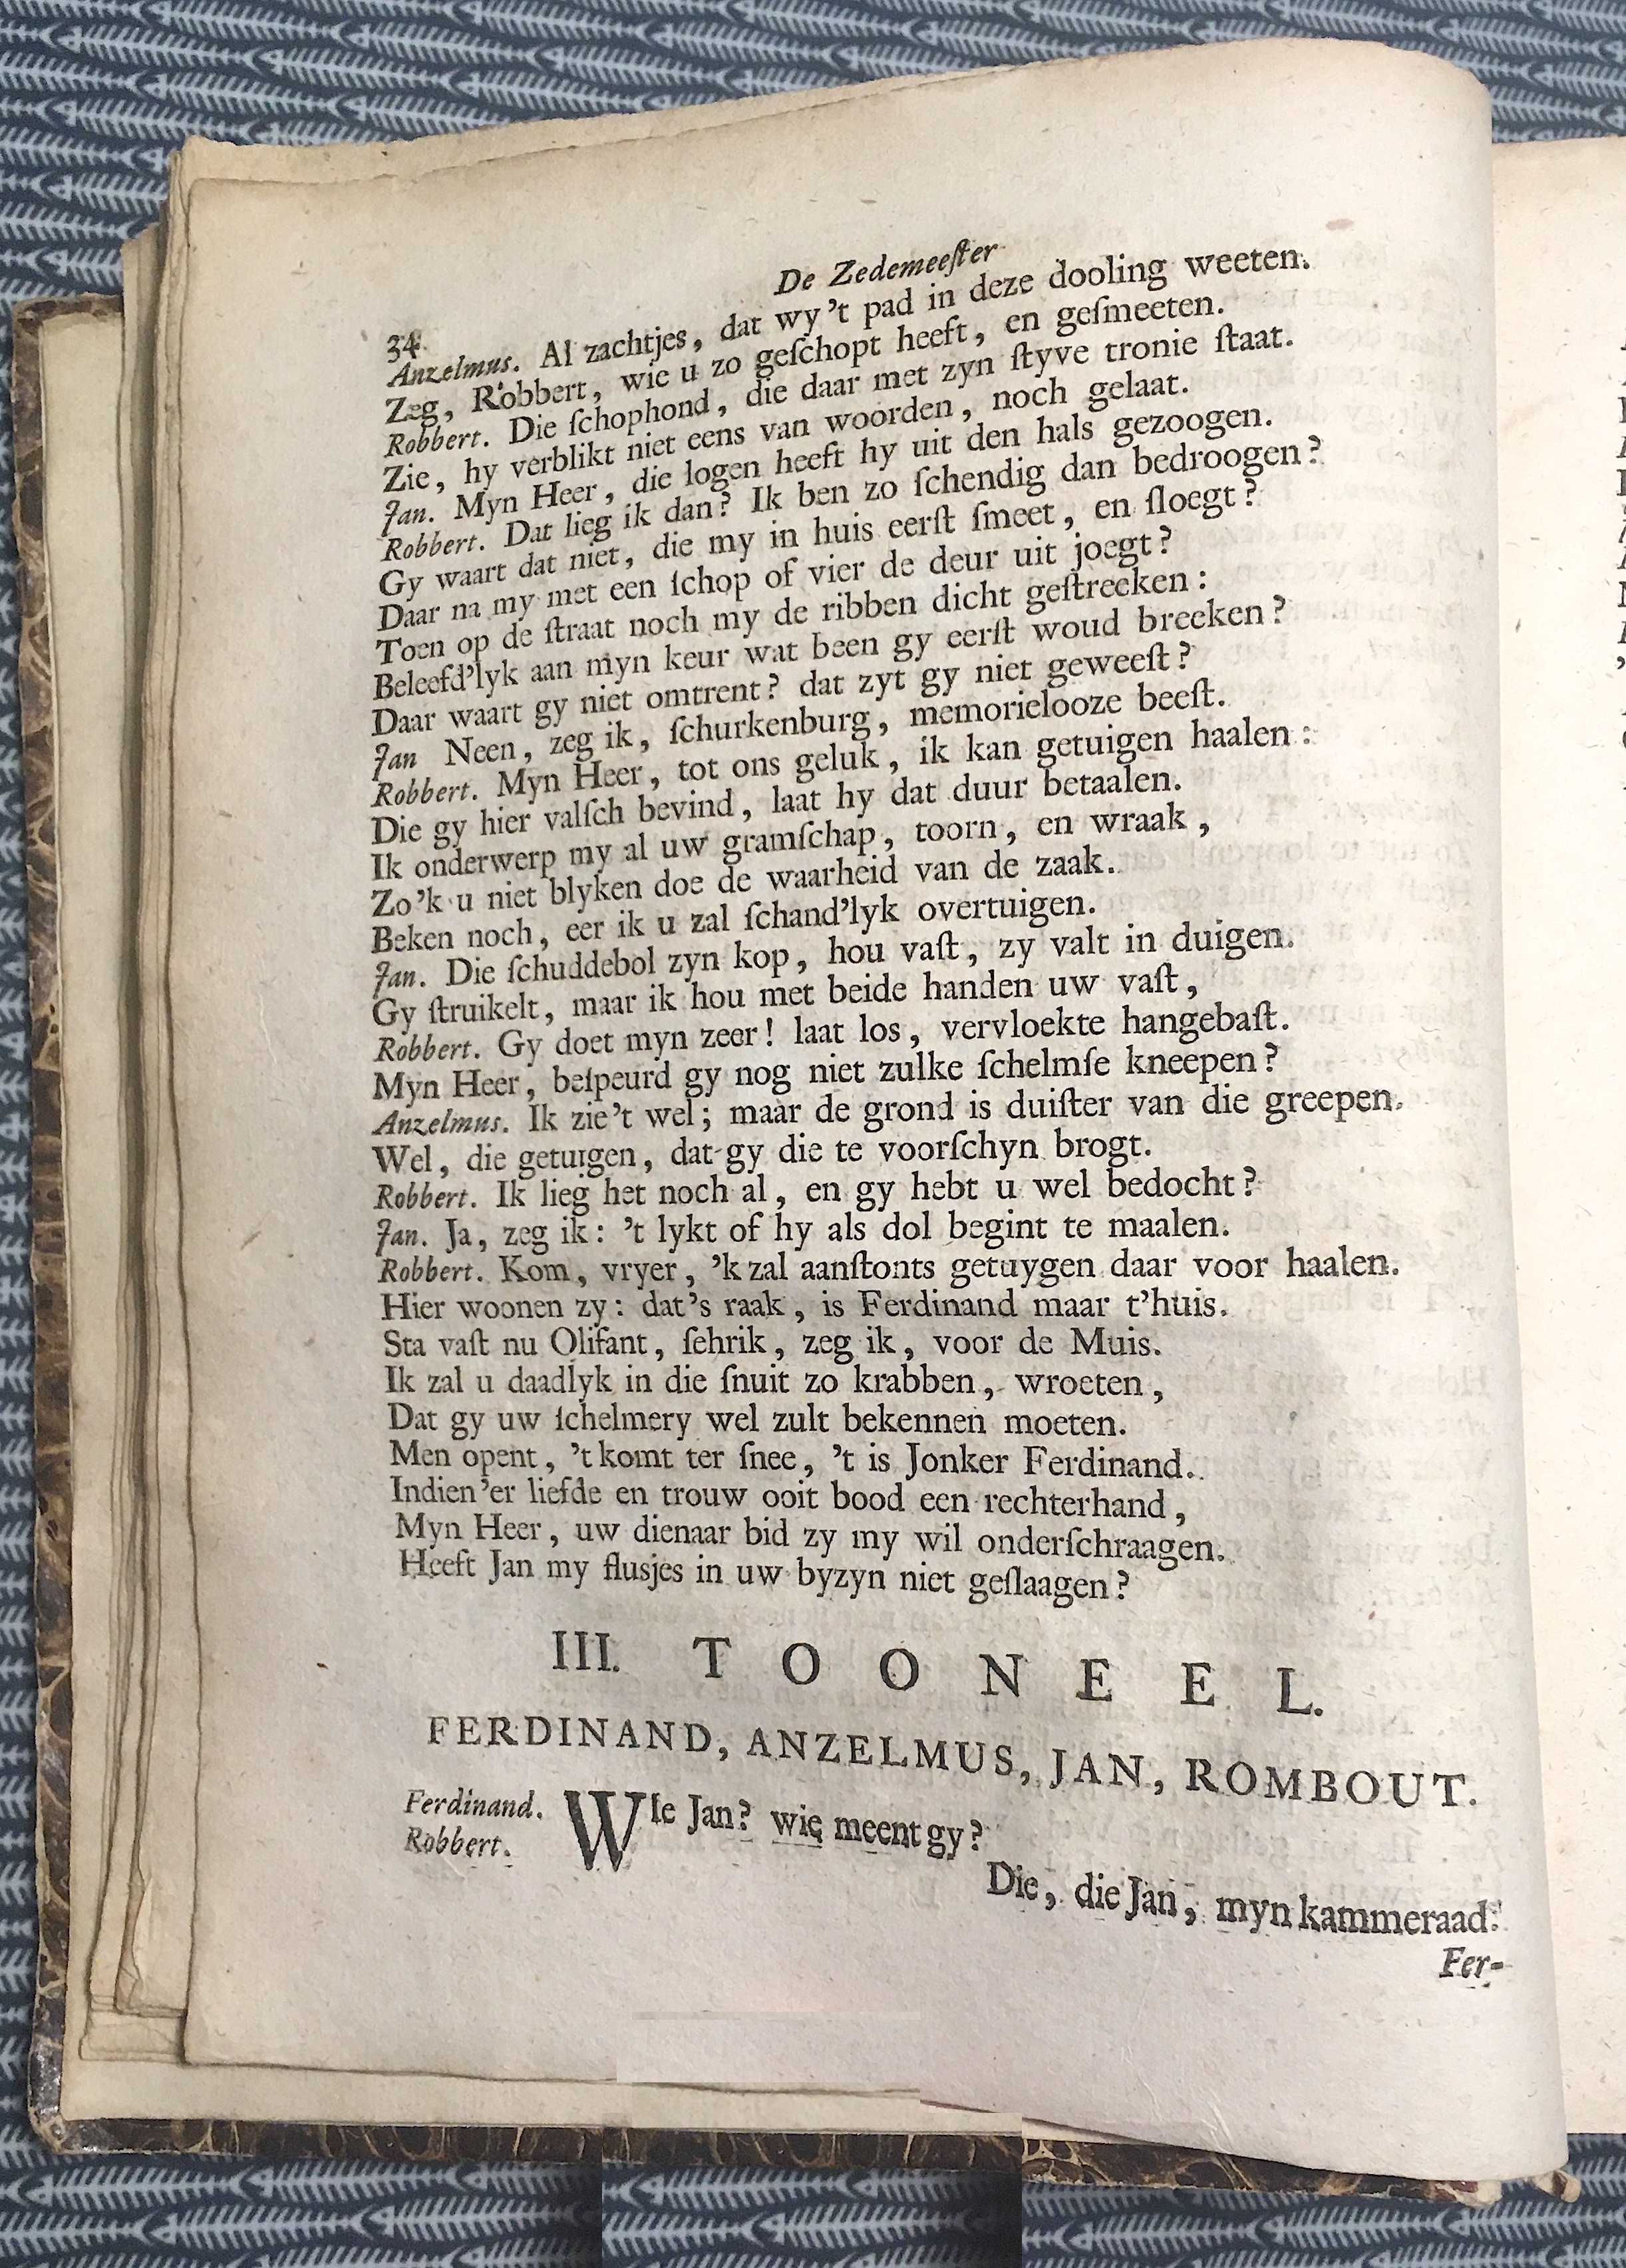 34 De Zedemeeſter
Anzelmus. Al zachtjes, dat wy't pad in deze dooling weeten.
Zeg, Robbert, wie u zo geſchopt heeft, en geſmeeten.
Robbert. Die ſchophond, die daar met zyn ſtyve tronie ſtaat.
Zie, hy verblikt niet eens van woorden, noch gelaat.
Jan. Myn Heer, die logen heeft hy uit den hals gezoogen.
Robbert. Dat lieg ik dan? Ik ben zo ſchendig dan bedroogen?
Gy waart dat niet, die my in huis eerſt ſmeet, en ſloegt?
Daar na my met een ſchop of vier de deur uit joegt?
Toen op de ſtraat noch my de ribben dicht geſtreeken:
Beleefd'lyk aan myn keur wat been gy eerſt woud breeken?
Daar waart gy niet omtrent? dat zyt gy niet geweeſt?
Jan Neen, zeg ik, ſchurkenburg, memorielooze beeſt.
Robbert. Myn Heer, tot ons geluk, ik kan getuigen haalen:
Die gy hier valſch bevind, laat hy dat duur betaalen.
Ik onderwerp my al uw gramſchap, toorn, en wraak,
Zo'k u niet blyken doe de waarheid van de zaak.
Beken noch, eer ik u zal ſchand'lyk overtuigen.
Jan. Die ſchuddebol zyn kop, hou vaſt, zy valt in duigen.
Gy ſtruikelt, maar ik hou met beide handen uw vaſt,
Robbert. Gy doet myn zeer! laat los, vervloekte hangebaſt.
Myn Heer, beſpeurd gy nog niet zulke ſchelmſe kneepen?
Anzelmus. Ik zie't wel; maar de grond is duiſter van die greepen.
Wel, die getuigen, dat gy die te voorſchyn brogt.
Robbert. Ik lieg het noch al, en gy hebt u wel bedocht?
Jan. Ja, zeg ik: 't lykt of hy als dol begint te maalen.
Robbert. Kom, vryer, 'k zal aanſtonts getuygen daar voor haalen.
Hier woonen zy: dat's raak, is Ferdinand maar t'huis.
Sta vaſt nu Olifant, ſehrik, zeg ik, voor de Muis.
Ik zal u daadlyk in die ſnuit zo krabben, wroeten,
Dat gy uw ſchelmery wel zult bekennen moeten.
Men opent, 't komt ter ſnee, 't is Jonker Ferdinand.
Indien'er liefde en trouw ooit bood een rechterhand,
Myn Heer, uw dienaar bid zy my wil onderſchraagen.
Heeft Jan my fluſjes in uw byzyn niet geſlaagen?
III. TOONEEL.
FERDINAND, ANZELMUS, JAN, ROMBOUT.
Ferdinand. WIe Jan? wie meent gy?
Robbert. Die, die Jan, myn kammeraad.
Fer-